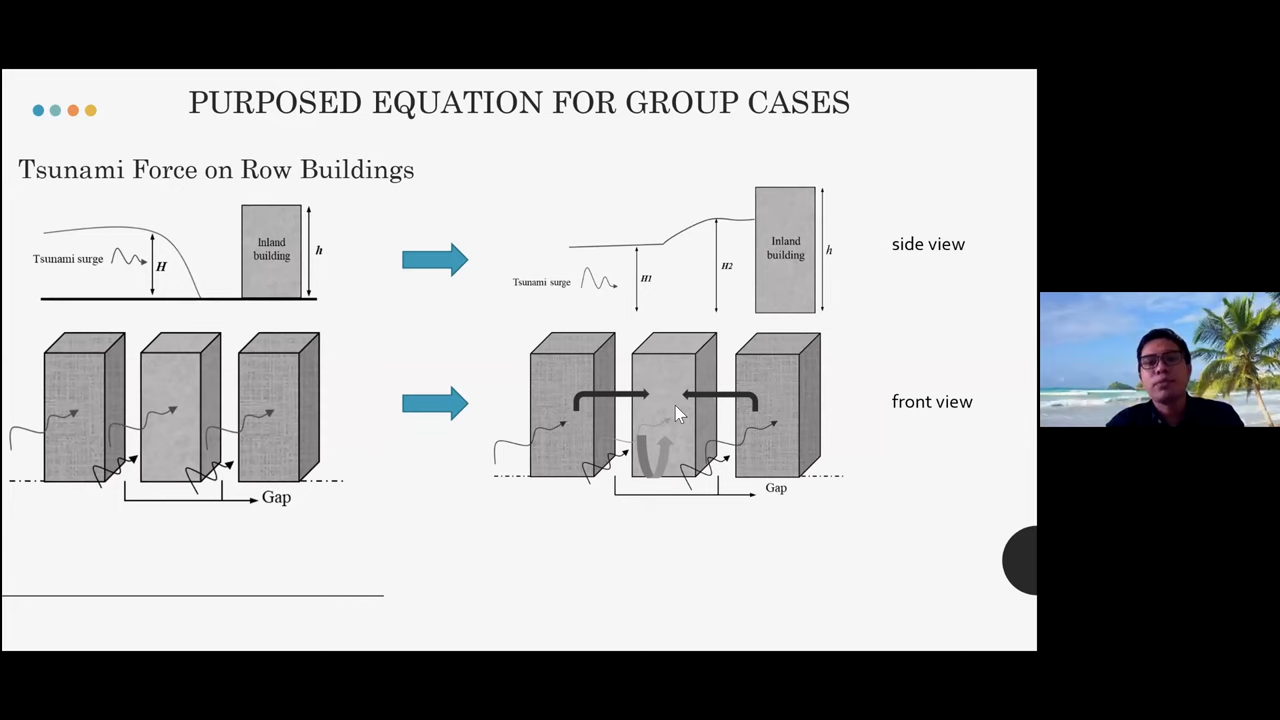 PURPOSED EQUATION FOR GROUP CASES
Tsunami Force on Row Buildings
Tsunami surge
H
Inland
building
h
Tsunami surge
H1
H2
Inland
building
h
side view
Gap
Gap
front view